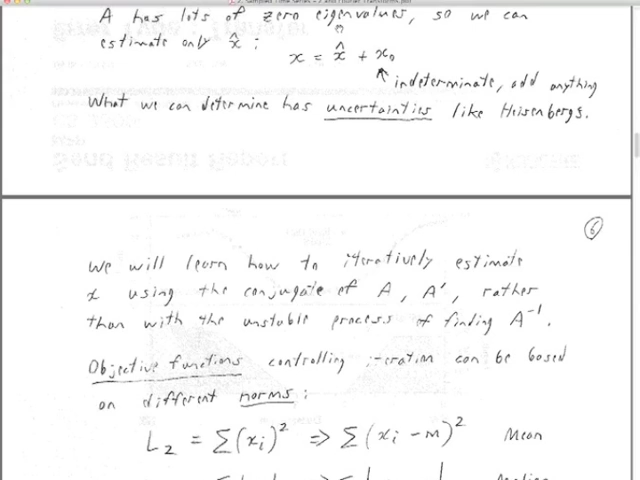 A has lots of zero eigenvalues, so we can
estimate only x̂ :
x = x̂ + x₀
indeterminate, add anything
What we can determine has uncertainties like Heisenbergs.
6
We will learn how to iteratively estimate
x using the conjugate of A, A', rather
than with the unstable process of finding A⁻¹.
Objective functions controlling iteration can be based
on different norms:
L₂ = Σ(xᵢ)² ⇒ Σ(xᵢ - m)² Mean